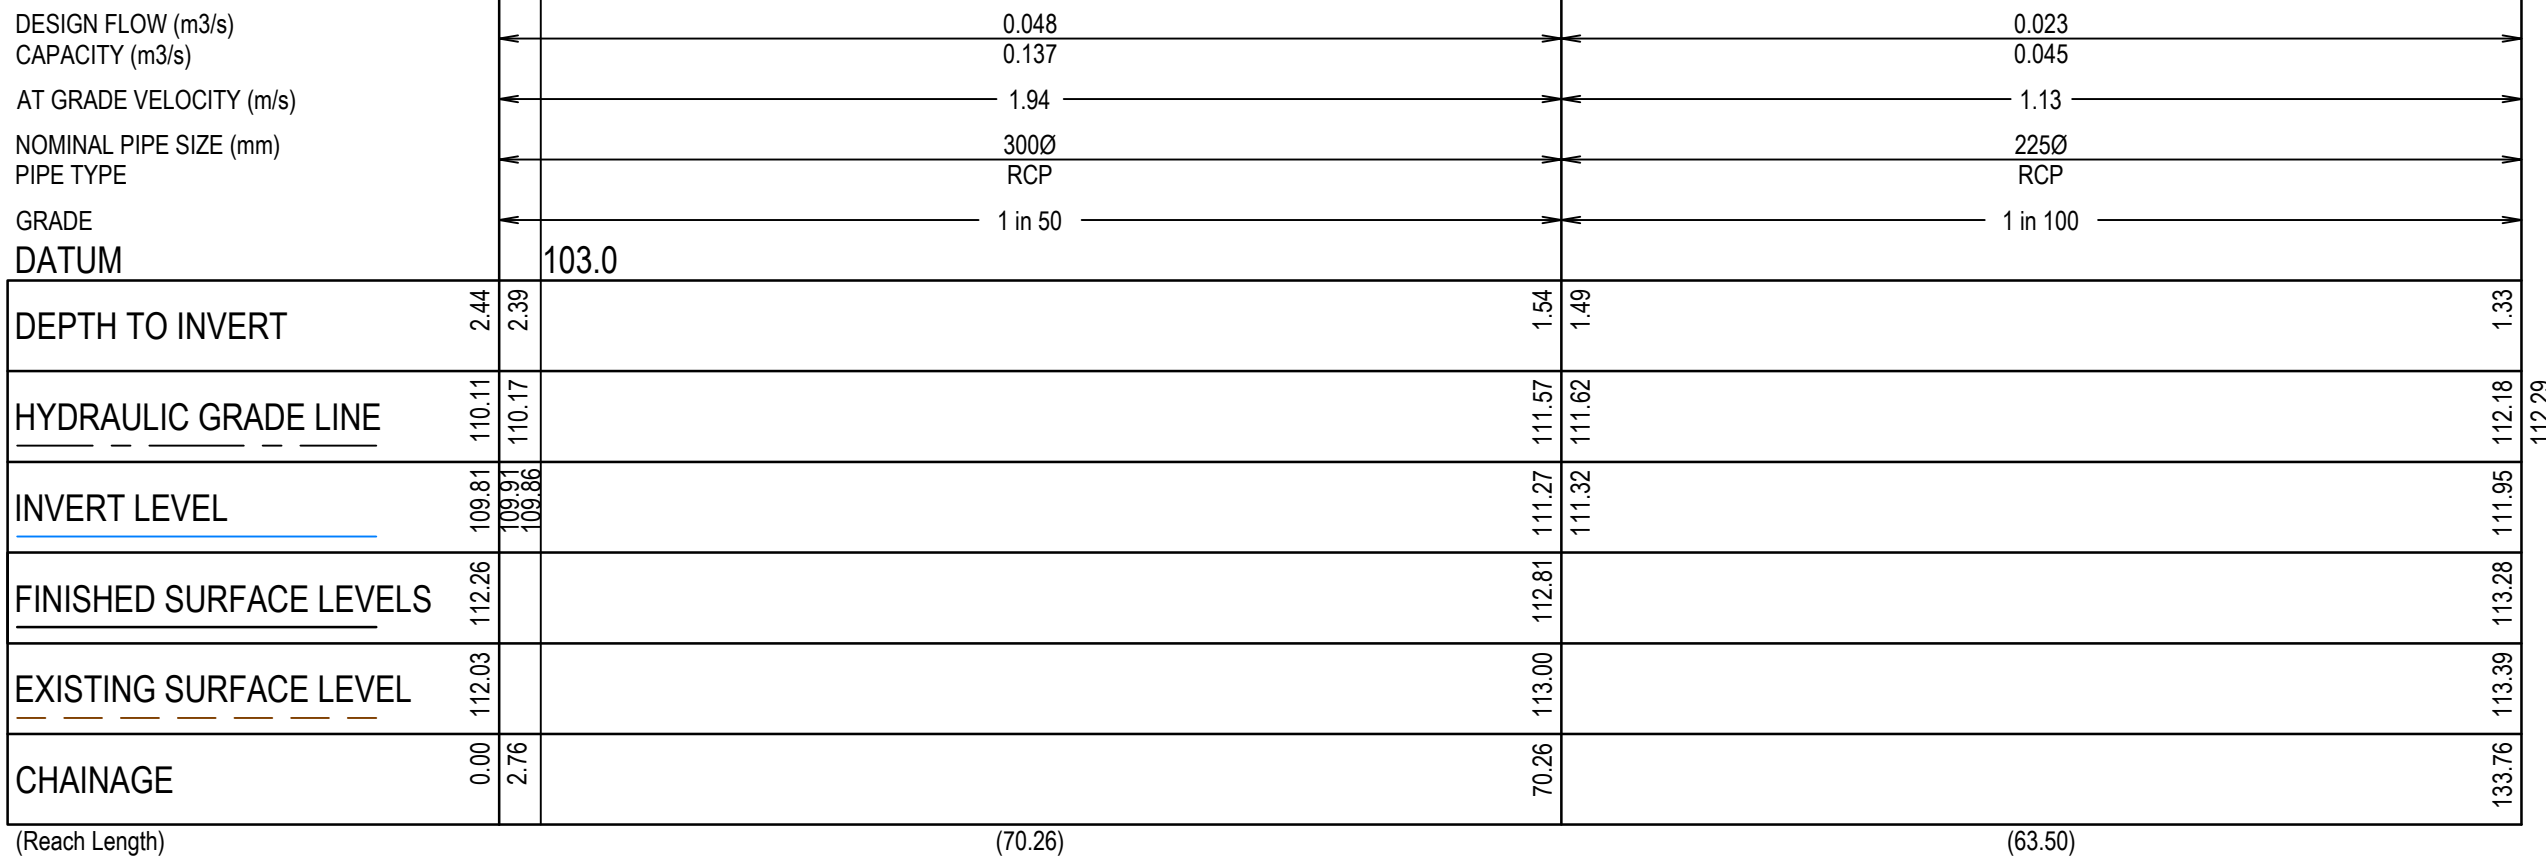 DESIGN FLOW (m3/s) 0.048 0.023
CAPACITY (m3/s) 0.137 0.045
AT GRADE VELOCITY (m/s) 1.94 1.13
NOMINAL PIPE SIZE (mm) 300Ø 225Ø
PIPE TYPE RCP RCP
GRADE 1 in 50 1 in 100
DATUM 103.0
DEPTH TO INVERT 2.44 2.39 1.54 1.49 1.33
HYDRAULIC GRADE LINE 110.11 110.17 111.57 111.62 112.18 112.29
INVERT LEVEL 109.81 109.91 109.86 111.27 111.32 111.95
FINISHED SURFACE LEVELS 112.26 112.81 113.28
EXISTING SURFACE LEVEL 112.03 113.00 113.39
CHAINAGE 0.00 2.76 70.26 133.76
(Reach Length) (70.26) (63.50)